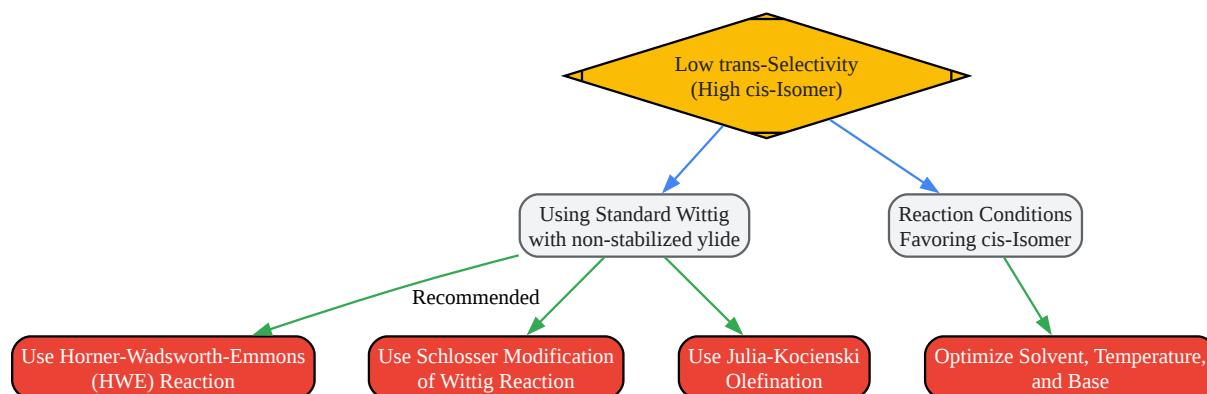 Low trans-Selectivity
(High cis-Isomer)
Using Standard Wittig
with non-stabilized ylide
Reaction Conditions
Favoring cis-Isomer
Recommended
Use Horner-Wadsworth-Emmons
(HWE) Reaction
Use Schlosser Modification
of Wittig Reaction
Use Julia-Kocienski
Olefination
Optimize Solvent, Temperature,
and Base